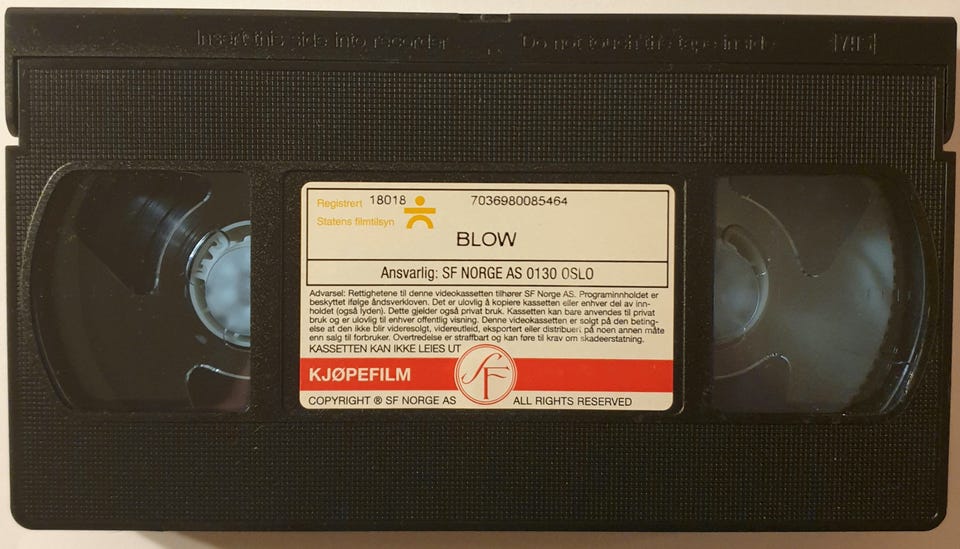 Insert this side into recorder
Do not touch the tape inside
VHS
Registrert 18018
7036980085464
Statens filmtilsyn
BLOW
Ansvarlig: SF NORGE AS 0130 OSLO
Advarsel: Rettighetene til denne videokassetten tilhører SF Norge AS. Programinnholdet er
beskyttet ifølge åndsverkloven. Det er ulovlig å kopiere kassetten eller enhver del av inn-
holdet (også lyden). Dette gjelder også privat bruk. Kassetten kan bare anvendes til privat
bruk og er ulovlig til enhver offentlig visning. Denne videokassetten er solgt på den beting-
else at den ikke blir videresolgt, videreutleid, eksportert eller distribuert på noen annen måte
enn salg til forbruker. Overtredelse er straffbart og kan føre til krav om skadeerstatning.
KASSETTEN KAN IKKE LEIES UT
KJØPEFILM
SF
COPYRIGHT ® SF NORGE AS
ALL RIGHTS RESERVED